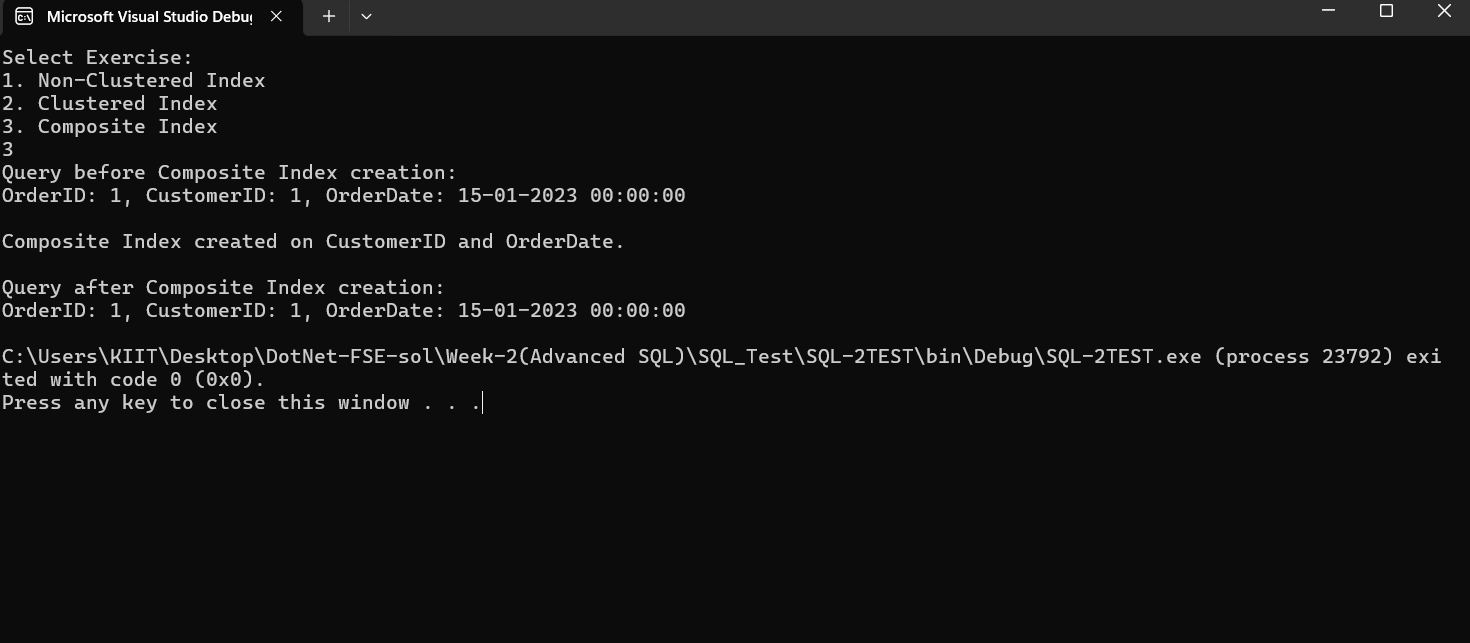 Microsoft Visual Studio Debu
Select Exercise:
1. Non-Clustered Index
2. Clustered Index
3. Composite Index
3
Query before Composite Index creation:
OrderID: 1, CustomerID: 1, OrderDate: 15-01-2023 00:00:00
Composite Index created on CustomerID and OrderDate.
Query after Composite Index creation:
OrderID: 1, CustomerID: 1, OrderDate: 15-01-2023 00:00:00
C:\Users\KIIT\Desktop\DotNet-FSE-sol\Week-2(Advanced SQL)\SQL_Test\SQL-2TEST\bin\Debug\SQL-2TEST.exe (process 23792) exi
ted with code 0 (0x0).
Press any key to close this window . . .